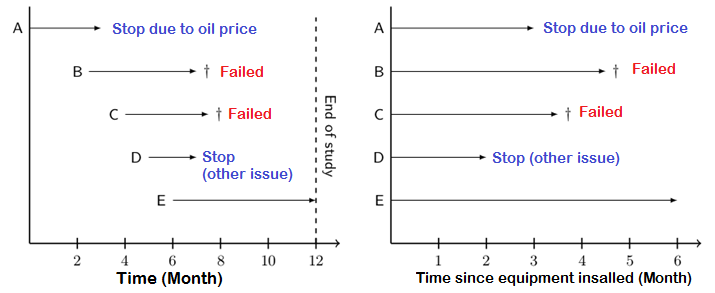 A Stop due to oil price
B † Failed
C † Failed
D Stop
(other issue)
E
End of study
2 4 6 8 10 12
Time (Month)
A Stop due to oil price
B † Failed
C † Failed
D Stop (other issue)
E
1 2 3 4 5 6
Time since equipment insalled (Month)